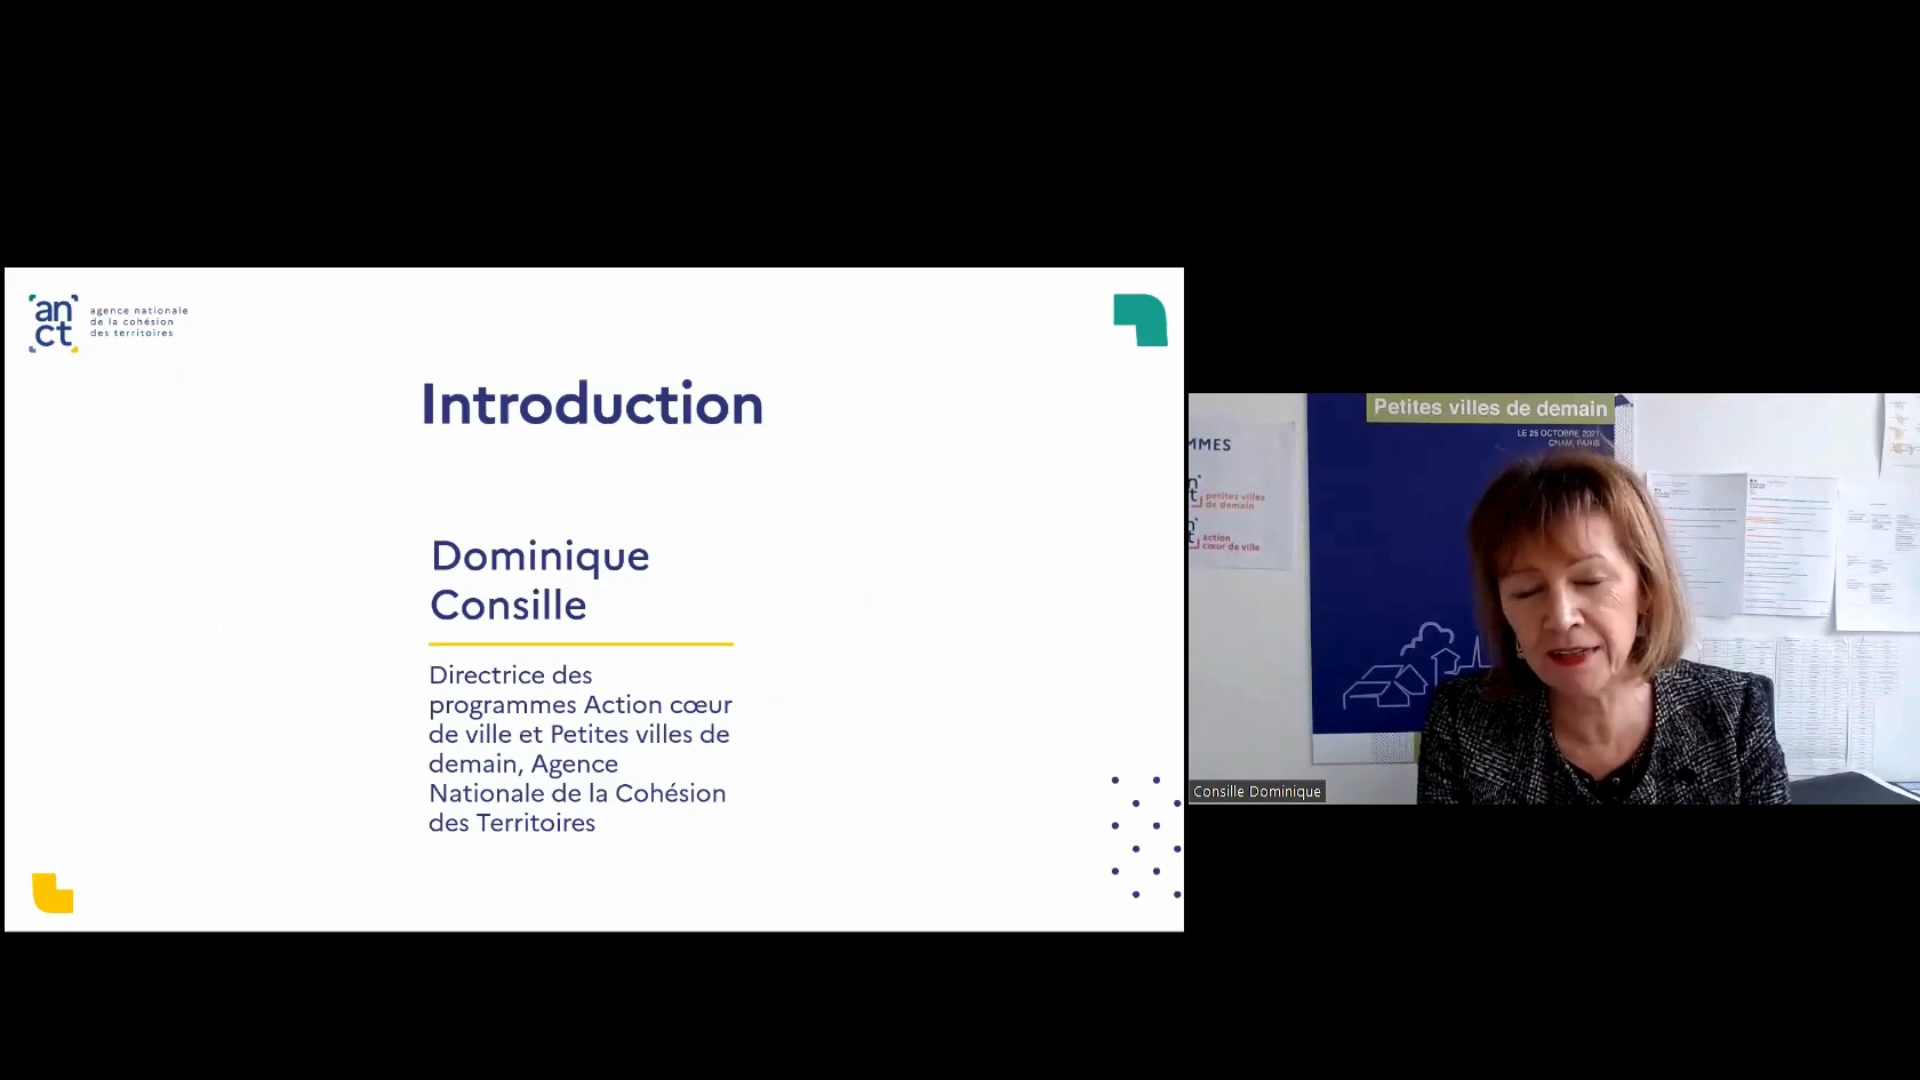 an
ct
agence nationale
de la cohésion
des territoires
Introduction
Dominique
Consille
Directrice des
programmes Action cœur
de ville et Petites villes de
demain, Agence
Nationale de la Cohésion
des Territoires
Petites villes de demain
LE 25 OCTOBRE 2021
CNAM, PARIS
MMES
petites villes
de demain
action
cœur de ville
Consille Dominique